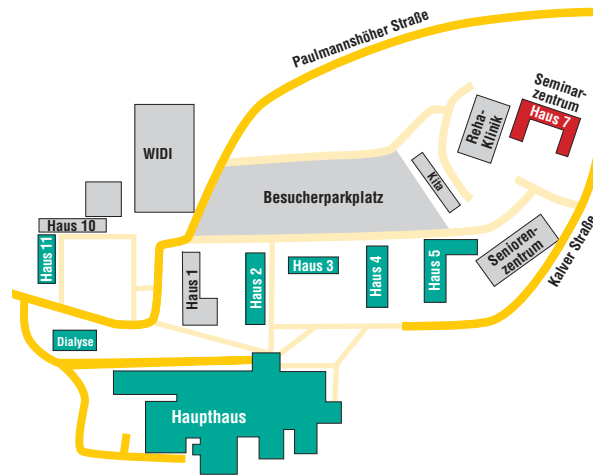 Paulmannshöher Straße
Seminar-
zentrum
Haus 7
Reha-
Klinik
WIDI
Kita
Besucherparkplatz
Haus 10
Haus 11
Haus 1
Haus 2
Haus 3
Haus 4
Haus 5
Senioren-
zentrum
Kalver Straße
Dialyse
Haupthaus